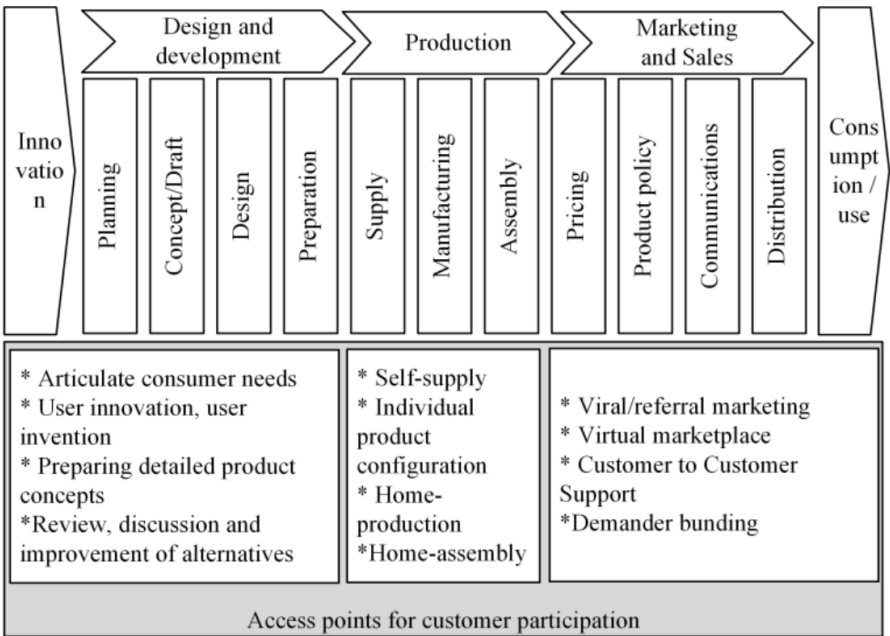 Design and
development
Production
Marketing
and Sales
Inno
vatio
n
Planning
Concept/Draft
Design
Preparation
Supply
Manufacturing
Assembly
Pricing
Product policy
Communications
Distribution
Cons
umpt
ion /
use
* Articulate consumer needs
* User innovation, user
invention
* Preparing detailed product
concepts
*Review, discussion and
improvement of alternatives
* Self-supply
* Individual
product
configuration
* Home-
production
*Home-assembly
* Viral/referral marketing
* Virtual marketplace
* Customer to Customer
Support
*Demander bunding
Access points for customer participation